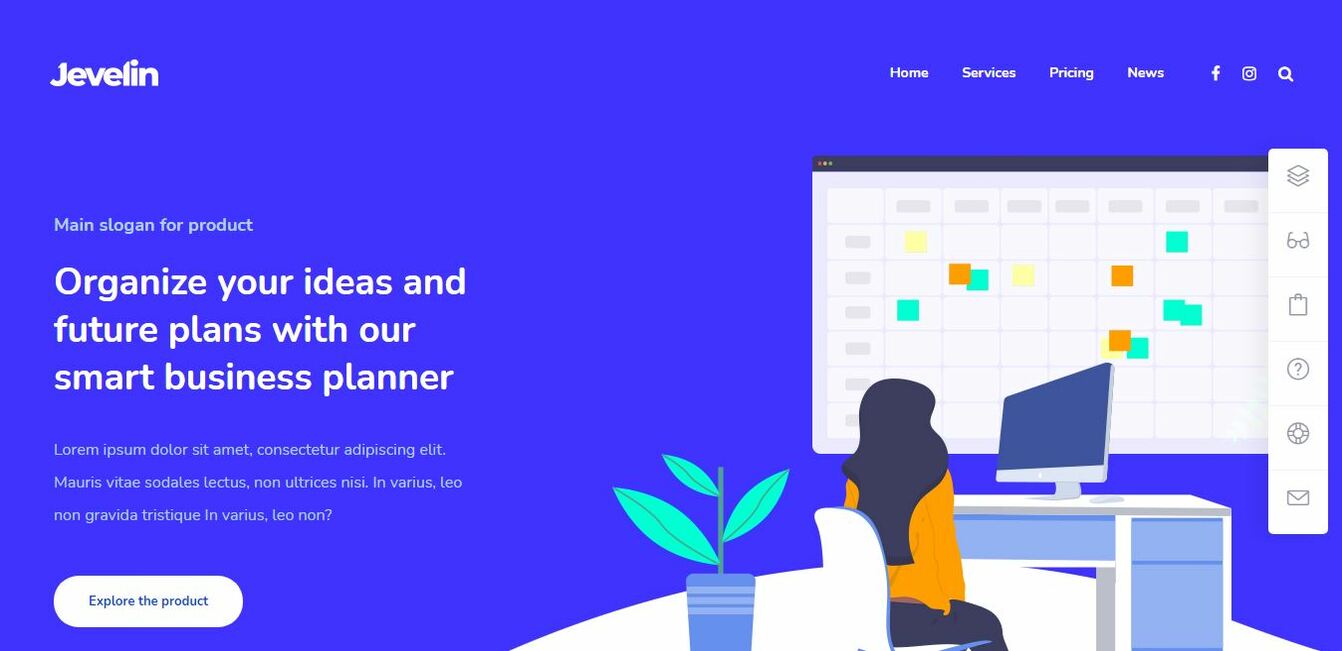 Jevelin
Home Services Pricing News
Main slogan for product
Organize your ideas and
future plans with our
smart business planner
Lorem ipsum dolor sit amet, consectetur adipiscing elit.
Mauris vitae sodales lectus, non ultrices nisi. In varius, leo
non gravida tristique In varius, leo non?
Explore the product